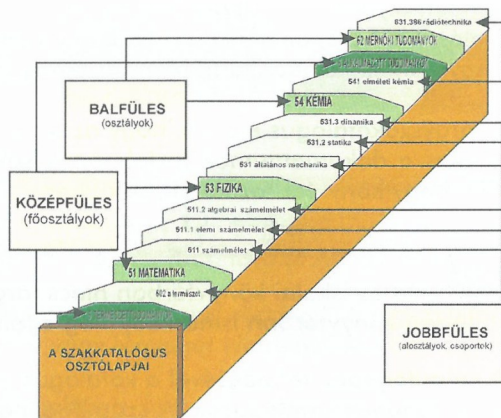 621.396 rádiótechnika
62 MÉRNÖKI TUDOMÁNYOK
541 elméleti kémia
54 KÉMIA
531.3 dinamika
531.2 statika
531 általános mechanika
53 FIZIKA
511.2 algebrai számelmélet
511.1 elemi számelmélet
511 számelmélet
51 MATEMATIKA
502 a természet
BALFÜLES
(osztályok)
KÖZÉPFÜLES
(főosztályok)
A SZAKKATALÓGUS
OSZTÓLAPJAI
JOBBFÜLES
(alosztályok, csoportok)